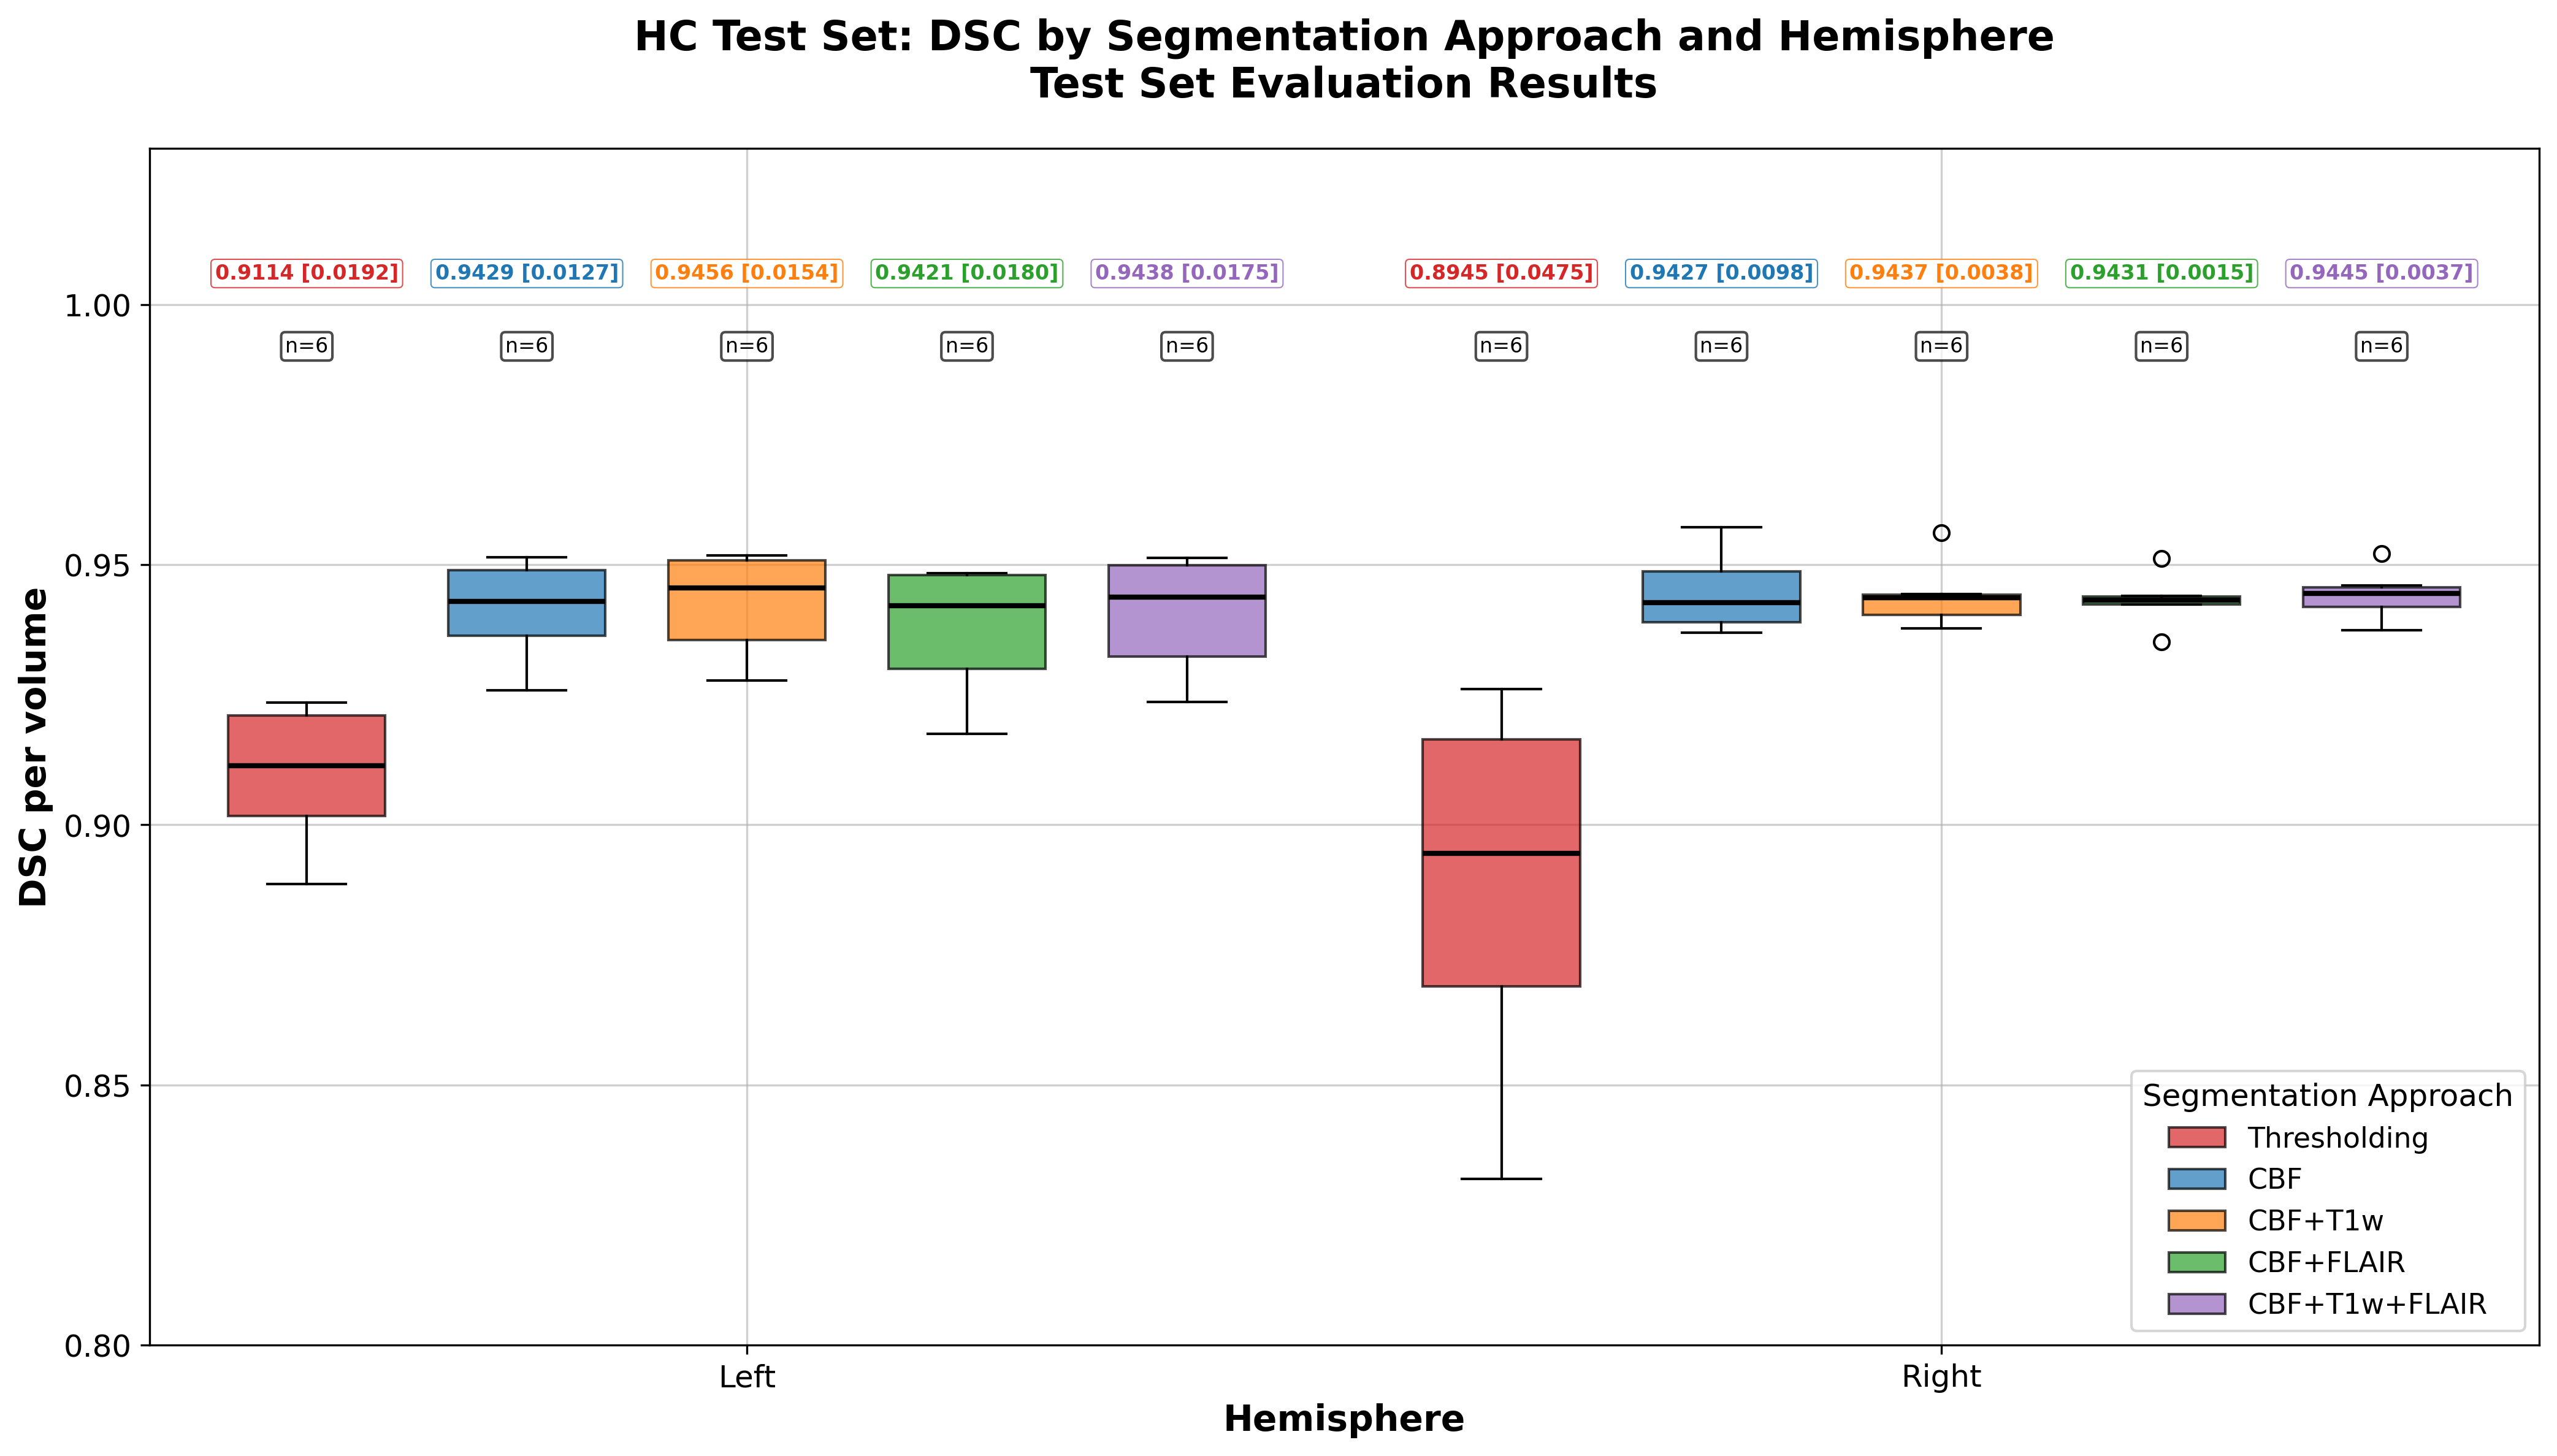 HC Test Set: DSC by Segmentation Approach and Hemisphere
Test Set Evaluation Results
0.9114 [0.0192] 0.9429 [0.0127] 0.9456 [0.0154] 0.9421 [0.0180] 0.9438 [0.0175] 0.8945 [0.0475] 0.9427 [0.0098] 0.9437 [0.0038] 0.9431 [0.0015] 0.9445 [0.0037]
1.00
n=6 n=6 n=6 n=6 n=6 n=6 n=6 n=6 n=6 n=6
0.95
0.90
0.85
0.80
DSC per volume
Segmentation Approach
Thresholding
CBF
CBF+T1w
CBF+FLAIR
CBF+T1w+FLAIR
Left Right
Hemisphere